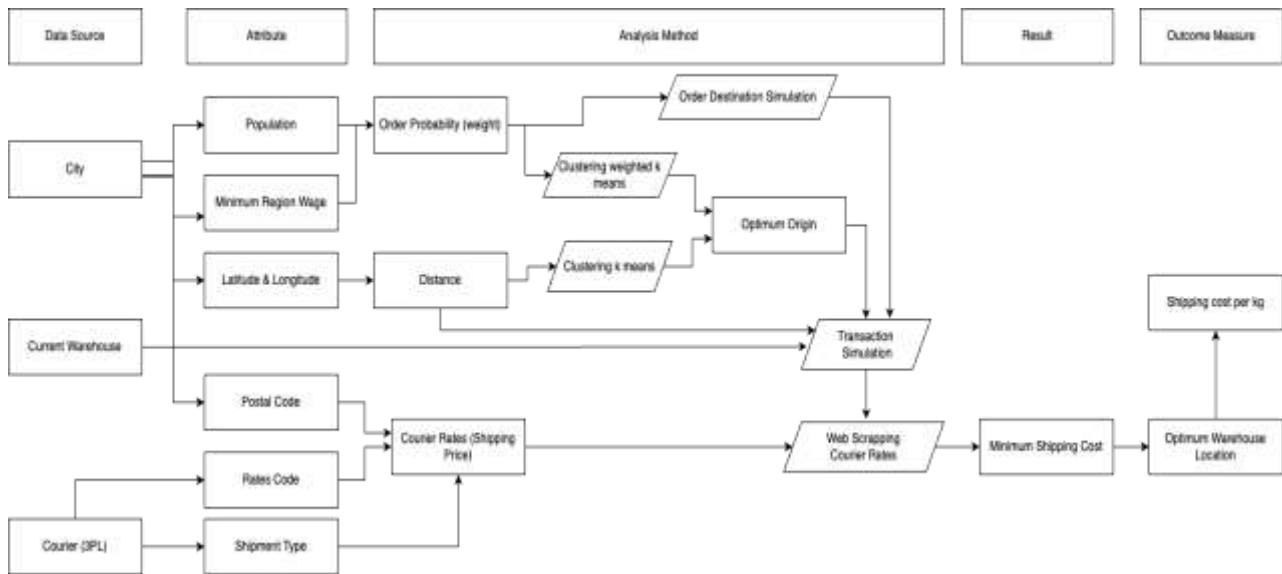 Data Source
Attribute
Analysis Method
Result
Outcome Measure
Population
Order Probability (weight)
Order Destination Simulation
City
Clustering weighted k
means
Minimum Region Wage
Optimum Origin
Latitude & Longitude
Distance
Clustering k means
Shipping cost per kg
Current Warehouse
Transaction
Simulation
Postal Code
Courier Rates (Shipping
Price)
Web Scrapping
Courier Rates
Minimum Shipping Cost
Optimum Warehouse
Location
Rates Code
Courier (3PL)
Shipment Type